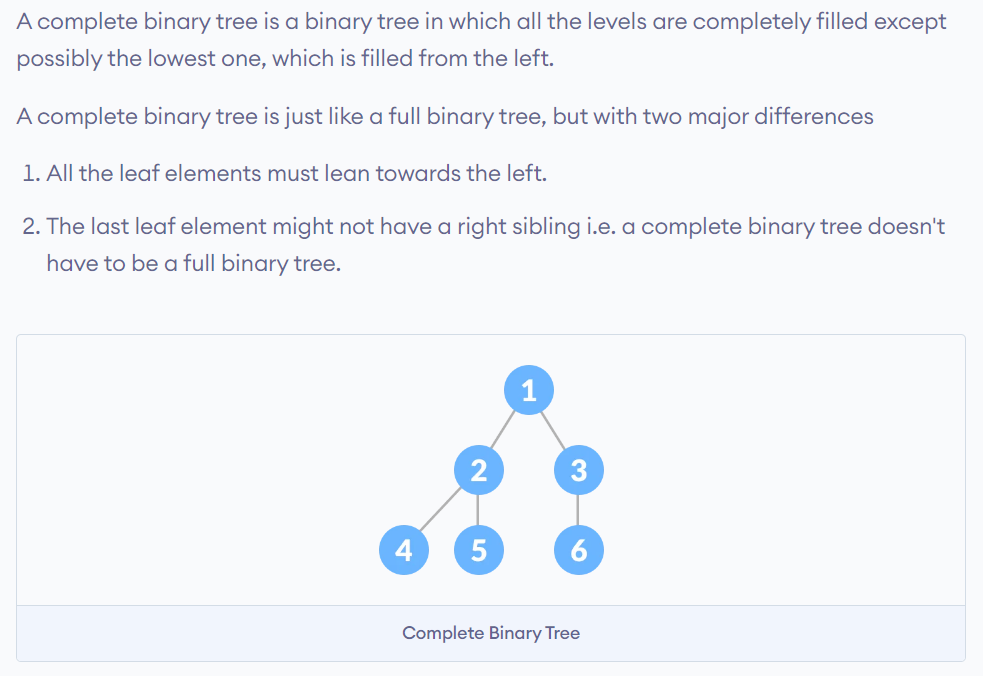 A complete binary tree is a binary tree in which all the levels are completely filled except
possibly the lowest one, which is filled from the left.
A complete binary tree is just like a full binary tree, but with two major differences
1. All the leaf elements must lean towards the left.
2. The last leaf element might not have a right sibling i.e. a complete binary tree doesn't
have to be a full binary tree.
1
2 3
4 5 6
Complete Binary Tree